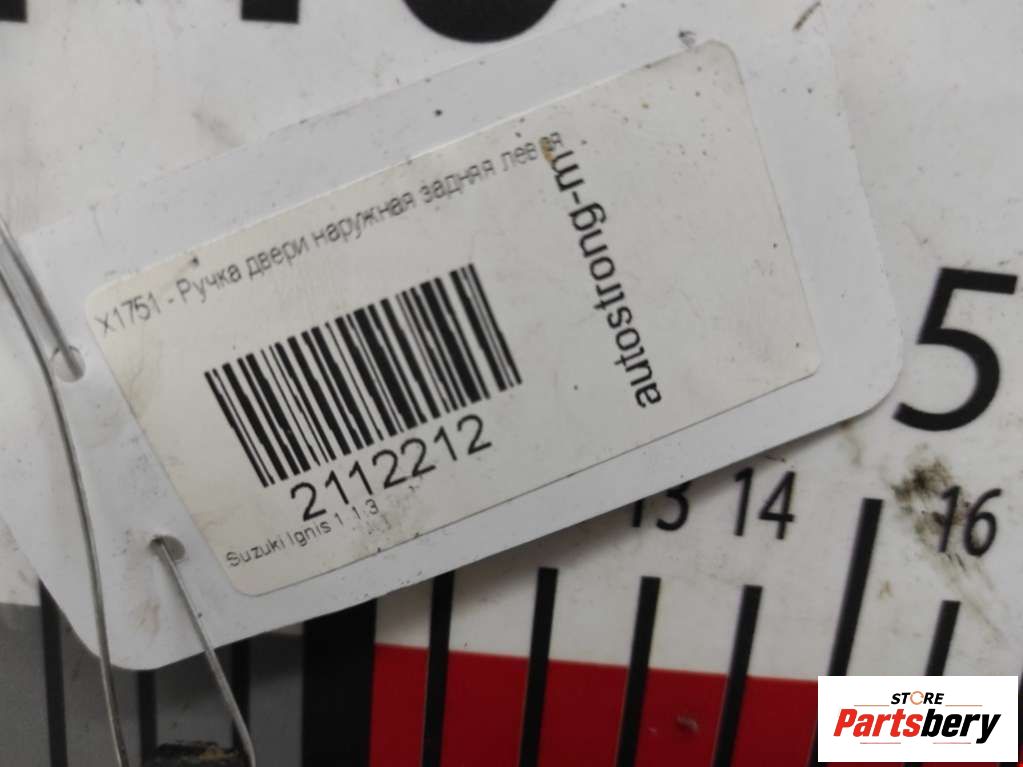 X1751 - Ручка двери наружная задняя левая
autostrong-m
2112212
Suzuki Ignis 1 1.3
5
13
14
16
STORE
Partsbery